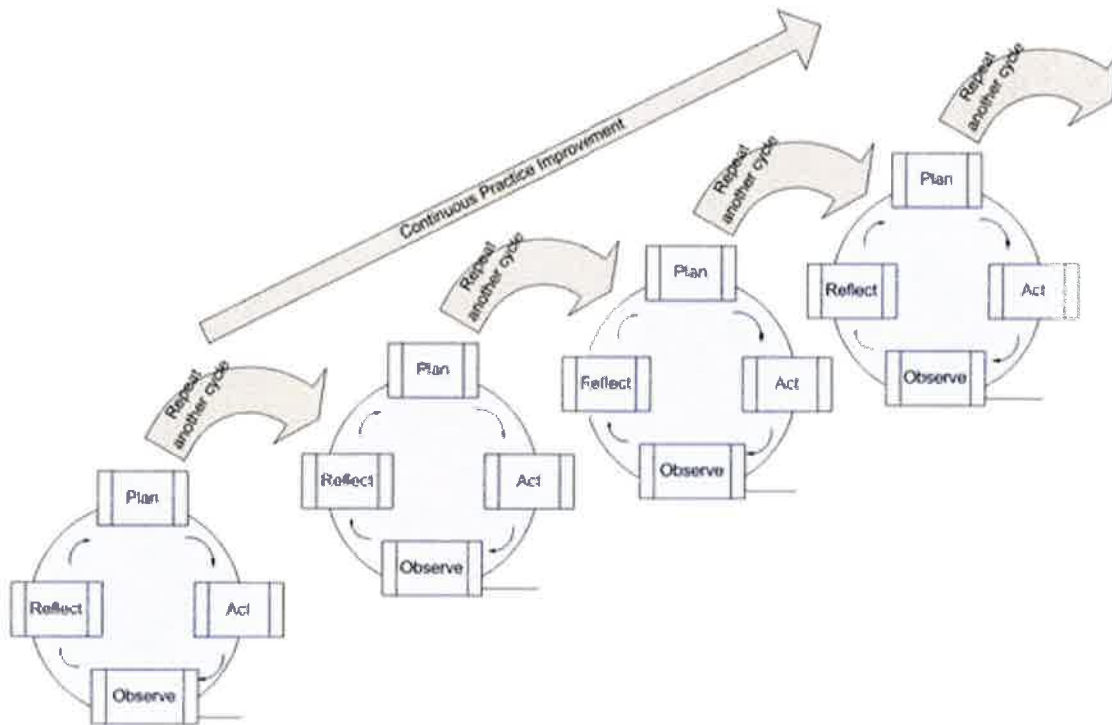 Continuous Practice Improvement
Repeat
another cycle
Plan
Act
Observe
Reflect
Repeat
another cycle
Plan
Act
Observe
Reflect
Repeat
another cycle
Plan
Act
Observe
Reflect
Repeat
another cycle
Plan
Act
Observe
Reflect